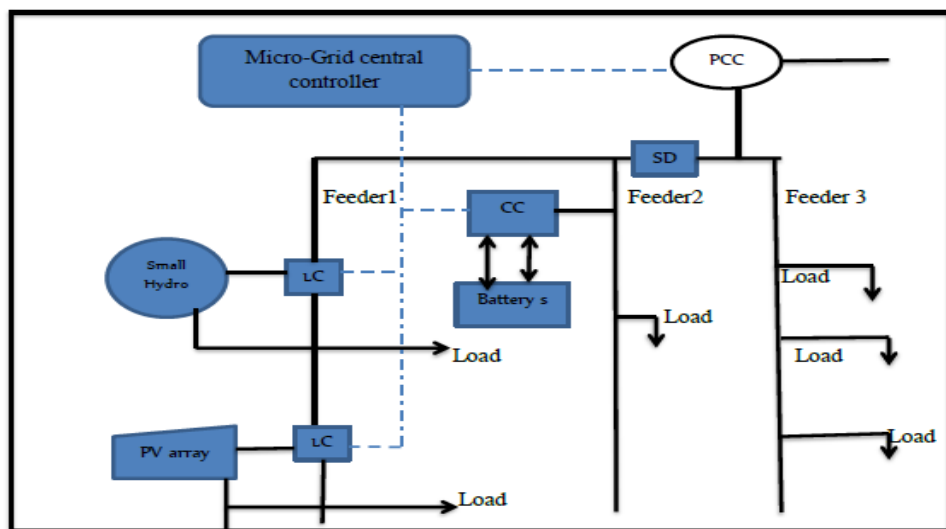 Micro-Grid central
controller
PCC
SD
Feeder1
CC
Feeder2
Feeder 3
Small
Hydro
LC
Battery s
Load
Load
Load
Load
Load
LC
PV array
Load